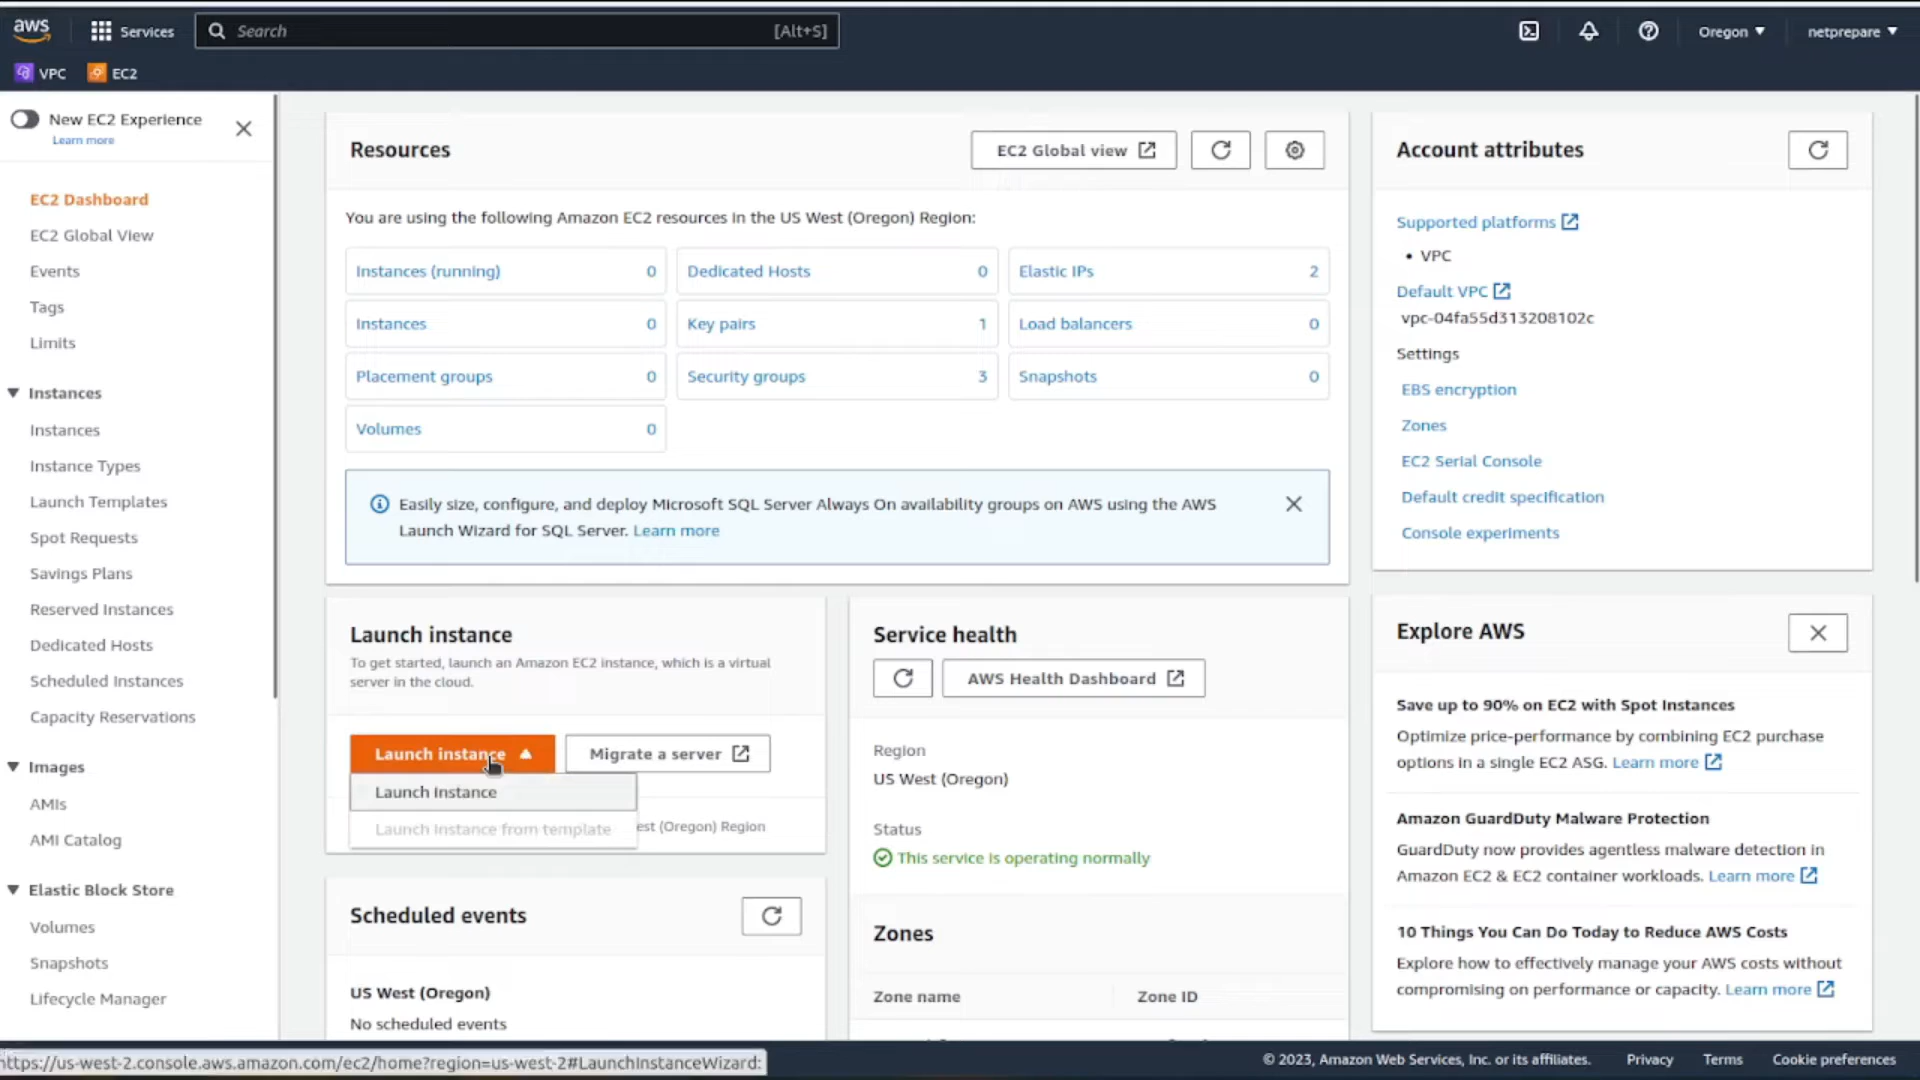 aws
Services
Search
[Alt+S]
Oregon
netprepare
VPC
EC2
New EC2 Experience
Learn more
EC2 Dashboard
EC2 Global View
Events
Tags
Limits
Instances
Instances
Instance Types
Launch Templates
Spot Requests
Savings Plans
Reserved Instances
Dedicated Hosts
Scheduled Instances
Capacity Reservations
Images
AMIs
AMI Catalog
Elastic Block Store
Volumes
Snapshots
Lifecycle Manager
Resources
EC2 Global view
You are using the following Amazon EC2 resources in the US West (Oregon) Region:
Instances (running) 0
Dedicated Hosts 0
Elastic IPs 2
Instances 0
Key pairs 1
Load balancers 0
Placement groups 0
Security groups 3
Snapshots 0
Volumes 0
Easily size, configure, and deploy Microsoft SQL Server Always On availability groups on AWS using the AWS
Launch Wizard for SQL Server. Learn more
Launch instance
To get started, launch an Amazon EC2 instance, which is a virtual
server in the cloud.
Launch instance
Migrate a server
Launch instance
Launch instance from template
est (Oregon) Region
Scheduled events
US West (Oregon)
No scheduled events
Service health
AWS Health Dashboard
Region
US West (Oregon)
Status
This service is operating normally
Zones
Zone name
Zone ID
Account attributes
Supported platforms
• VPC
Default VPC
vpc-04fa55d313208102c
Settings
EBS encryption
Zones
EC2 Serial Console
Default credit specification
Console experiments
Explore AWS
Save up to 90% on EC2 with Spot Instances
Optimize price-performance by combining EC2 purchase
options in a single EC2 ASG. Learn more
Amazon GuardDuty Malware Protection
GuardDuty now provides agentless malware detection in
Amazon EC2 & EC2 container workloads. Learn more
10 Things You Can Do Today to Reduce AWS Costs
Explore how to effectively manage your AWS costs without
compromising on performance or capacity. Learn more
https://us-west-2.console.aws.amazon.com/ec2/home?region=us-west-2#LaunchInstanceWizard:
© 2023, Amazon Web Services, Inc. or its affiliates.
Privacy
Terms
Cookie preferences